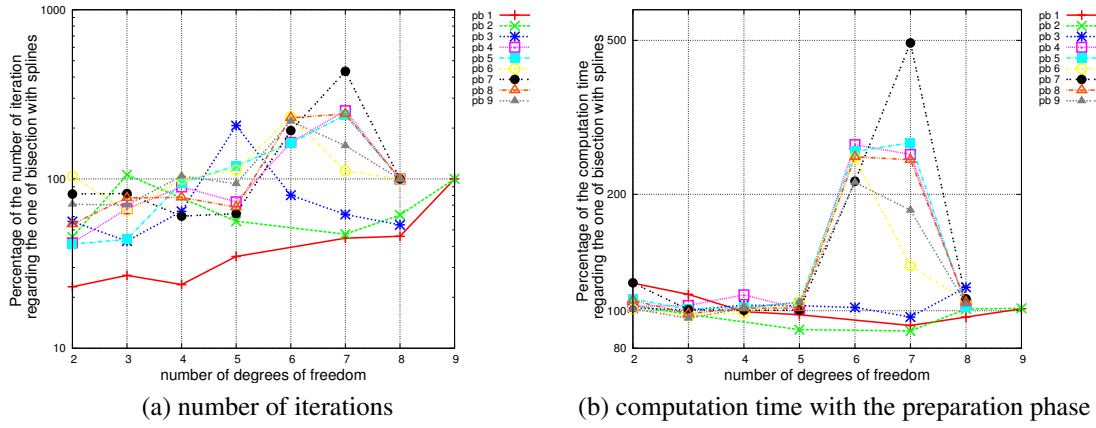 Percentage of the number of iteration
regarding the one of bisection with splines
1000
100
10
2 3 4 5 6 7 8 9
number of degrees of freedom
pb 1
pb 2
pb 3
pb 4
pb 5
pb 6
pb 7
pb 8
pb 9
(a) number of iterations
Percentage of the computation time
regarding the one of bisection with splines
500
200
100
80
2 3 4 5 6 7 8 9
number of degrees of freedom
pb 1
pb 2
pb 3
pb 4
pb 5
pb 6
pb 7
pb 8
pb 9
(b) computation time with the preparation phase